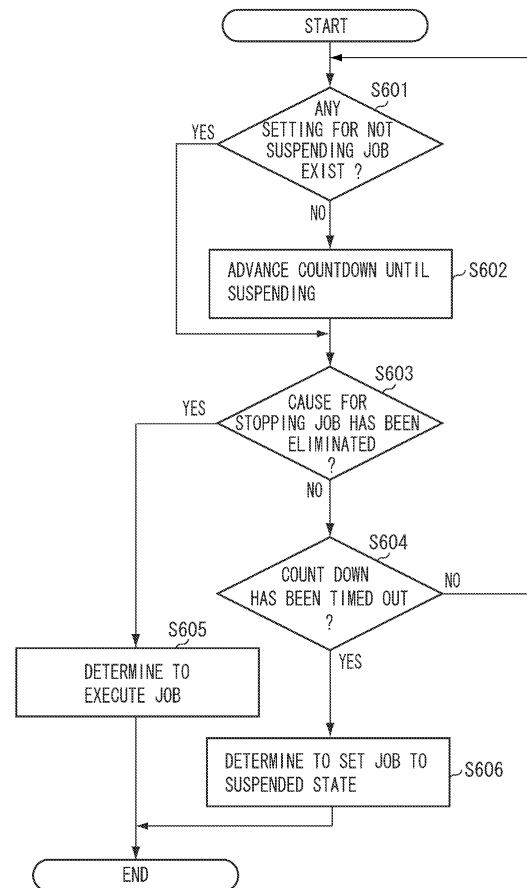 START
S601
ANY
SETTING FOR NOT
SUSPENDING JOB
EXIST ?
YES
NO
ADVANCE COUNTDOWN UNTIL
SUSPENDING
S602
S603
CAUSE FOR
STOPPING JOB HAS BEEN
ELIMINATED
?
YES
NO
S604
COUNT DOWN
HAS BEEN TIMED OUT
?
NO
YES
S605
DETERMINE TO
EXECUTE JOB
DETERMINE TO SET JOB TO
SUSPENDED STATE
S606
END